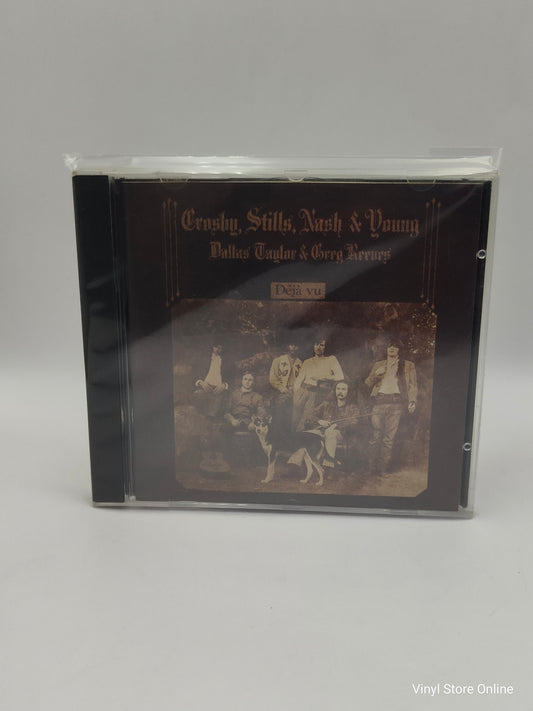 Crosby, Stills, Nash & Young
Dallas Taylor & Greg Reeves
Déjà vu
Vinyl Store Online